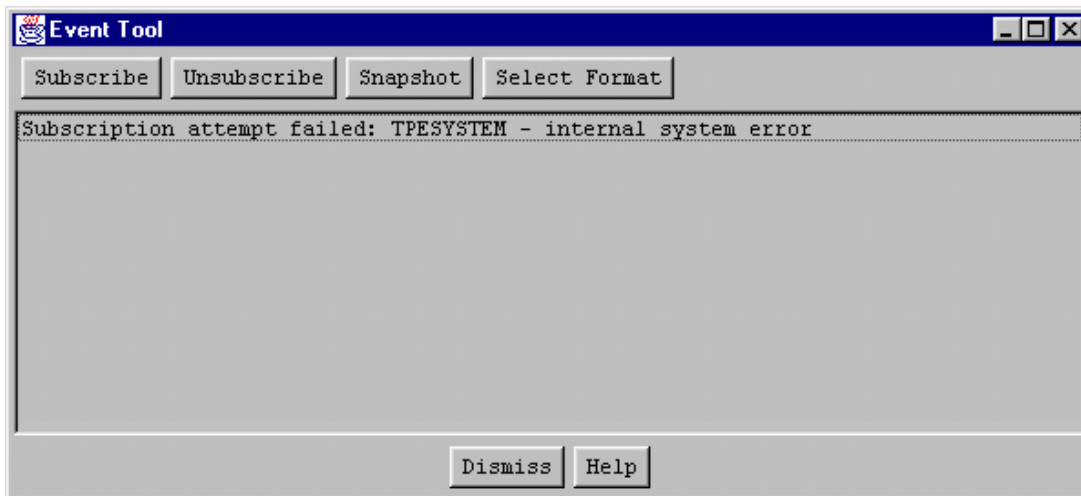 Event Tool
Subscribe Unsubscribe Snapshot Select Format
Subscription attempt failed: TPESYSTEM - internal system error
Dismiss Help